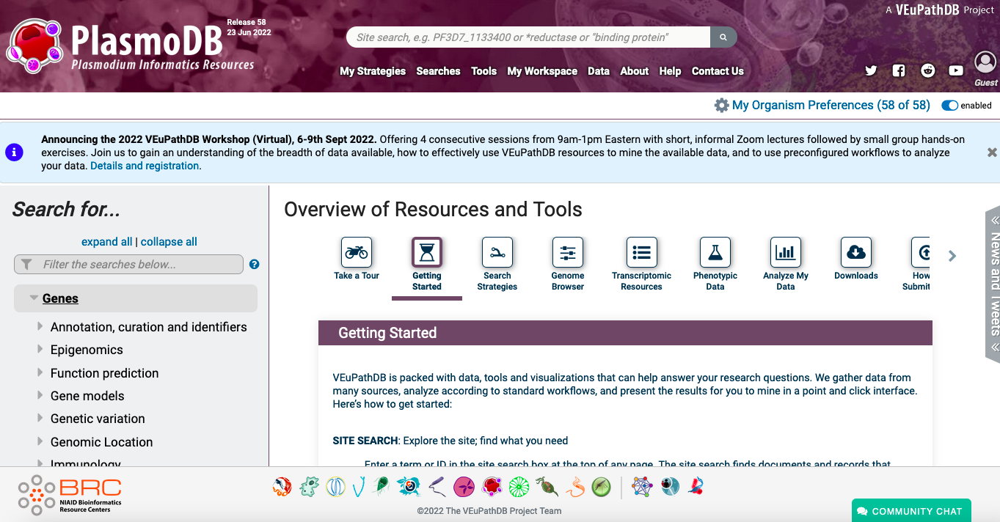 A VEuPathDB Project
Release 58
23 Jun 2022
PlasmoDB
Plasmodium Informatics Resources
Site search, e.g. PF3D7_1133400 or *reductase or "binding protein"
My Strategies Searches Tools My Workspace Data About Help Contact Us
Guest
My Organism Preferences (58 of 58) enabled
Announcing the 2022 VEuPathDB Workshop (Virtual), 6-9th Sept 2022. Offering 4 consecutive sessions from 9am-1pm Eastern with short, informal Zoom lectures followed by small group hands-on
exercises. Join us to gain an understanding of the breadth of data available, how to effectively use VEuPathDB resources to mine the available data, and to use preconfigured workflows to analyze
your data. Details and registration.
Search for...
expand all | collapse all
Filter the searches below...
Genes
Annotation, curation and identifiers
Epigenomics
Function prediction
Gene models
Genetic variation
Genomic Location
Immunology
Overview of Resources and Tools
Take a Tour
Getting
Started
Search
Strategies
Genome
Browser
Transcriptomic
Resources
Phenotypic
Data
Analyze My
Data
Downloads
How
Submit
News and Tweets
Getting Started
VEuPathDB is packed with data, tools and visualizations that can help answer your research questions. We gather data from
many sources, analyze according to standard workflows, and present the results for you to mine in a point and click interface.
Here's how to get started:
SITE SEARCH: Explore the site; find what you need
Enter a term or ID in the site search box at the top of any page. The site search finds documents and records that
BRC
NIAID Bioinformatics
Resource Centers
©2022 The VEuPathDB Project Team
COMMUNITY CHAT